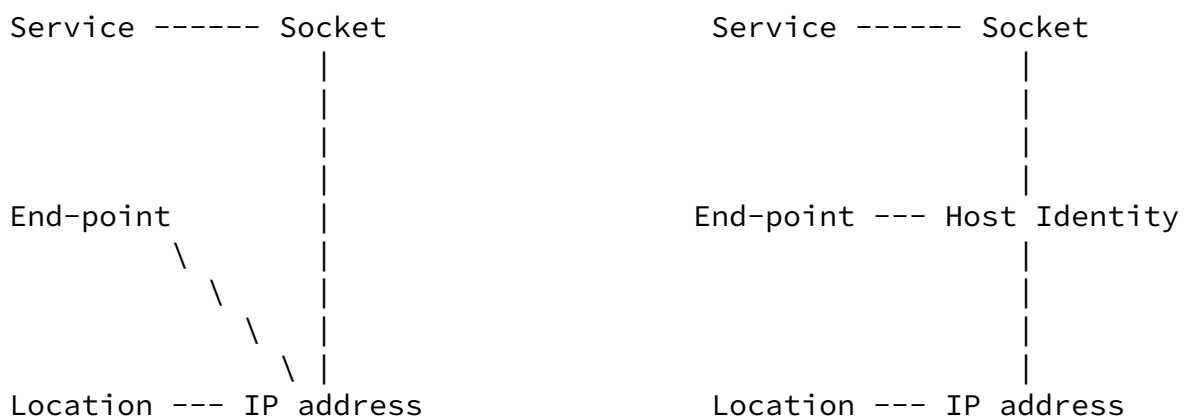 Service ------ Socket                  Service ------ Socket
                 |                                      |
                 |                                      |
                 |                                      |
                 |                                      |
End-point        |                    End-point --- Host Identity
         \       |                                      |
           \     |                                      |
             \   |                                      |
               \ |                                      |
Location --- IP address                Location --- IP address